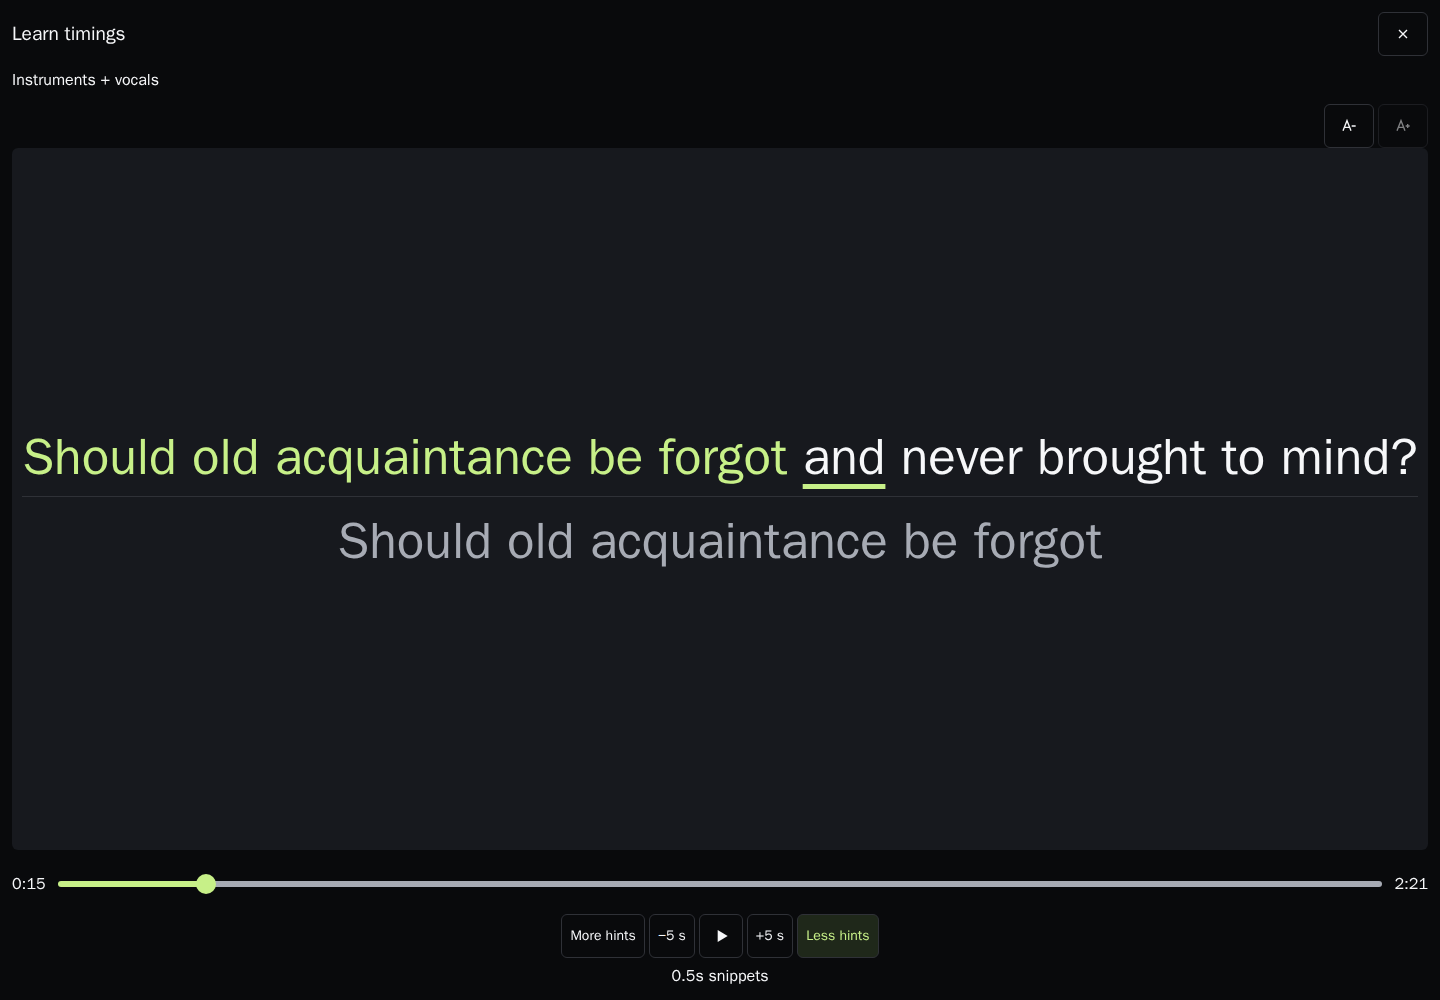 Learn timings
×
Instruments + vocals
A-
A+
Should old acquaintance be forgot and never brought to mind?
Should old acquaintance be forgot
0:15
2:21
More hints
−5 s
+5 s
Less hints
0.5s snippets